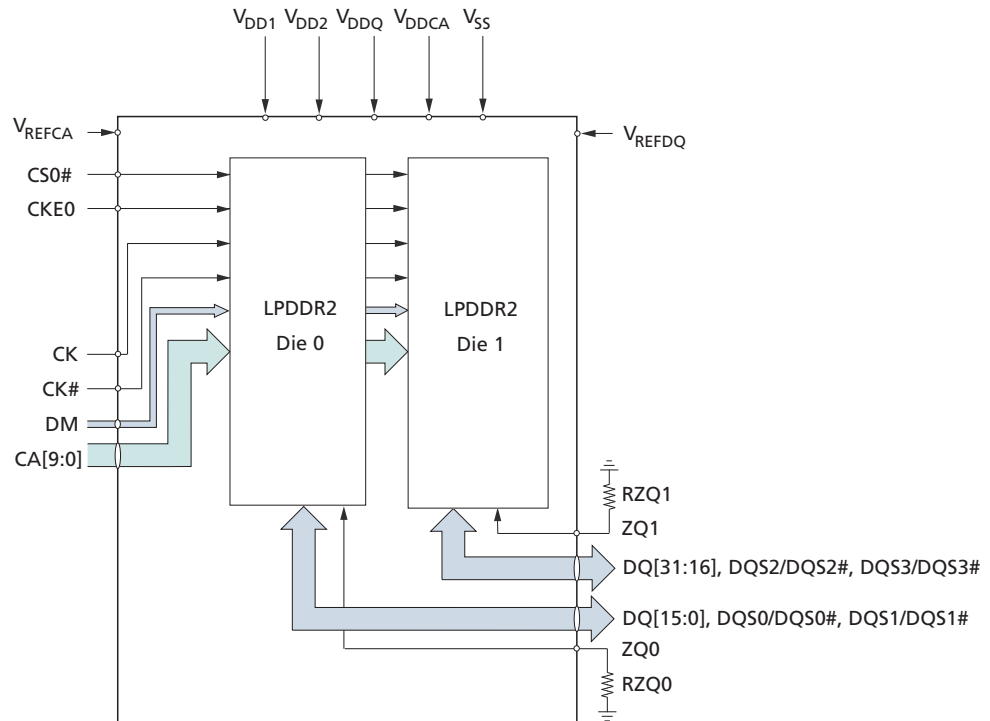 VDD1 VDD2 VDDQ VDDCA VSS
VREFCA
VREFDQ
CS0#
CKE0
LPDDR2
Die 0
LPDDR2
Die 1
CK
CK#
DM
CA[9:0]
RZQ1
ZQ1
DQ[31:16], DQS2/DQS2#, DQS3/DQS3#
DQ[15:0], DQS0/DQS0#, DQS1/DQS1#
ZQ0
RZQ0